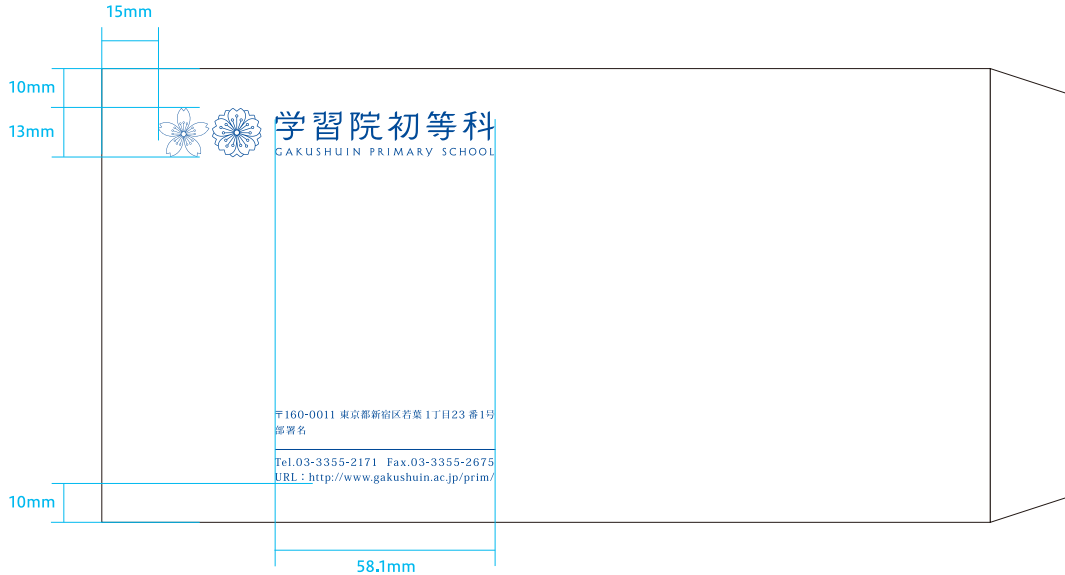 15mm
10mm
13mm
学習院初等科
GAKUSHUIN PRIMARY SCHOOL
〒160-0011 東京都新宿区若葉1丁目23番1号
部署名
Tel.03-3355-2171 Fax.03-3355-2675
URL：http://www.gakushuin.ac.jp/prim/
10mm
58.1mm